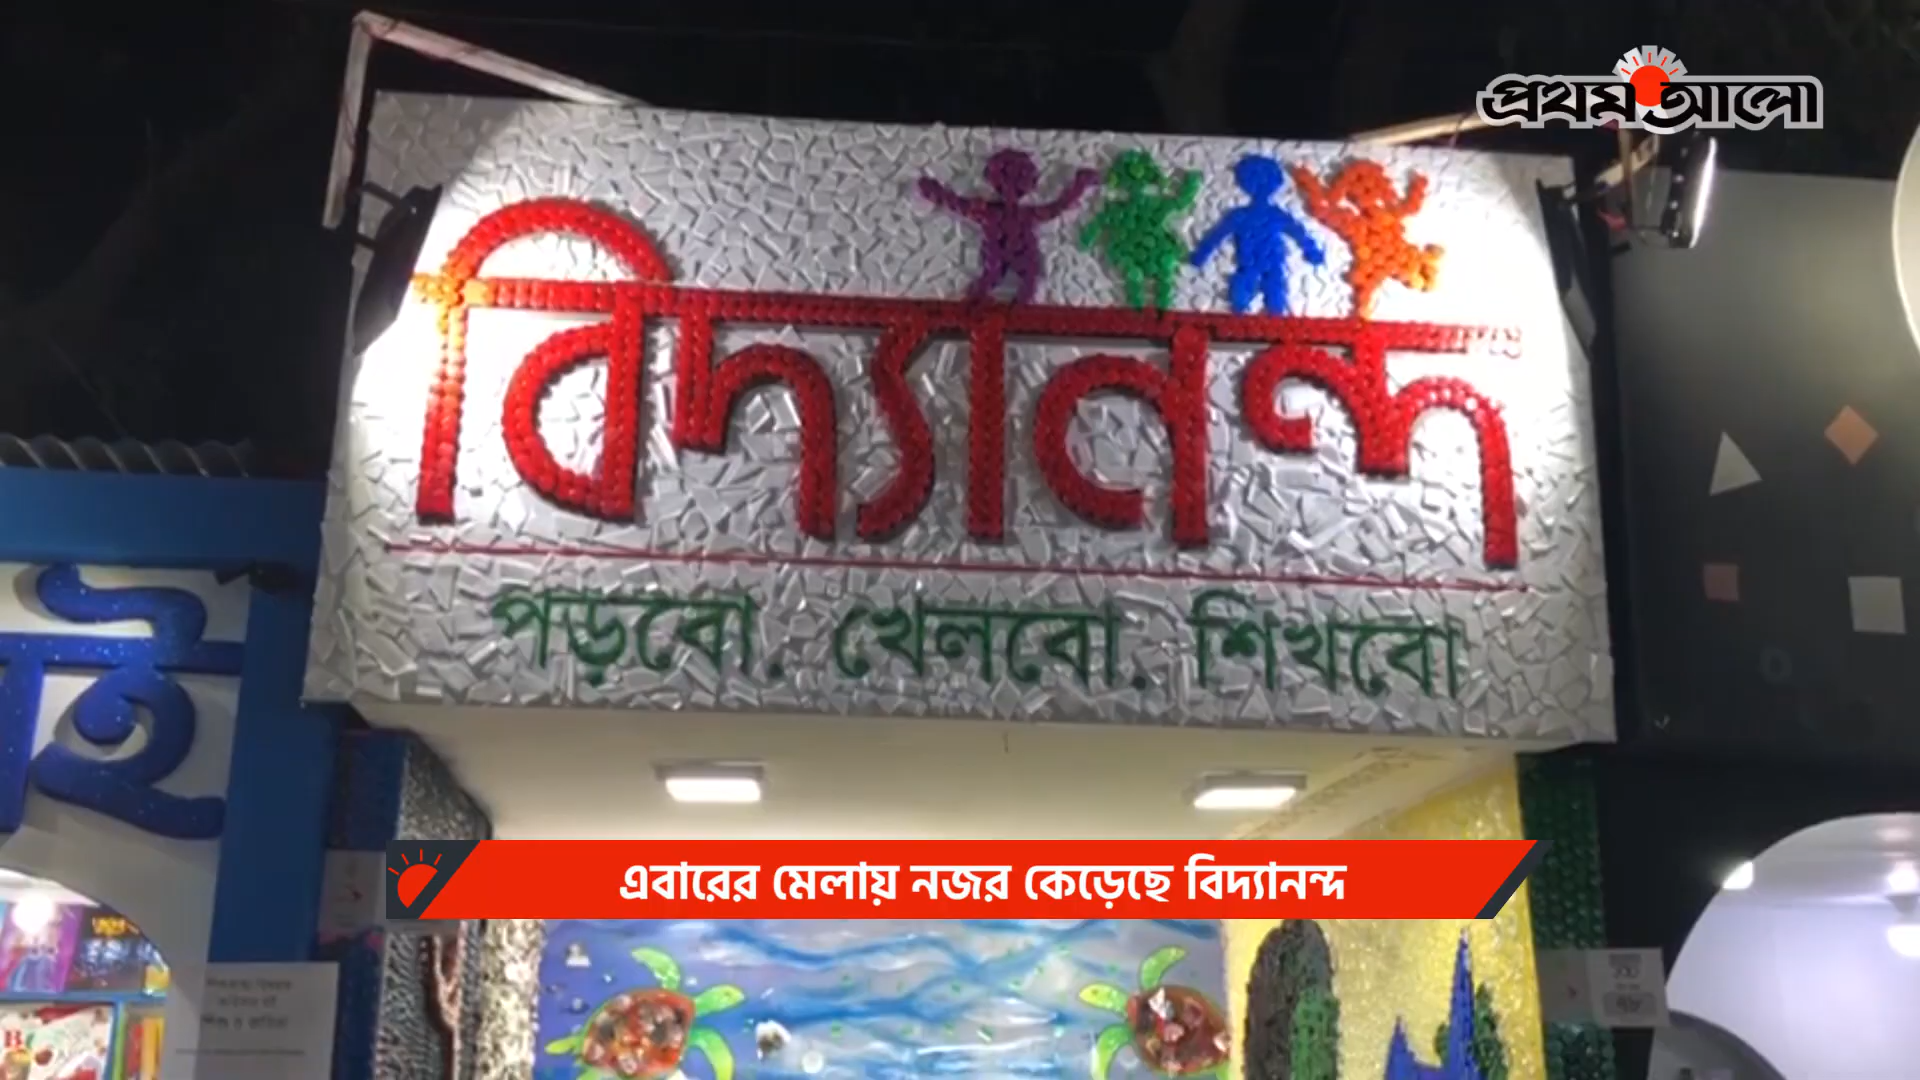 প্রথম আলো
বিদ্যানন্দ
পড়বো. খেলবো. শিখবো
ই
এবারের মেলায় নজর কেড়েছে বিদ্যানন্দ